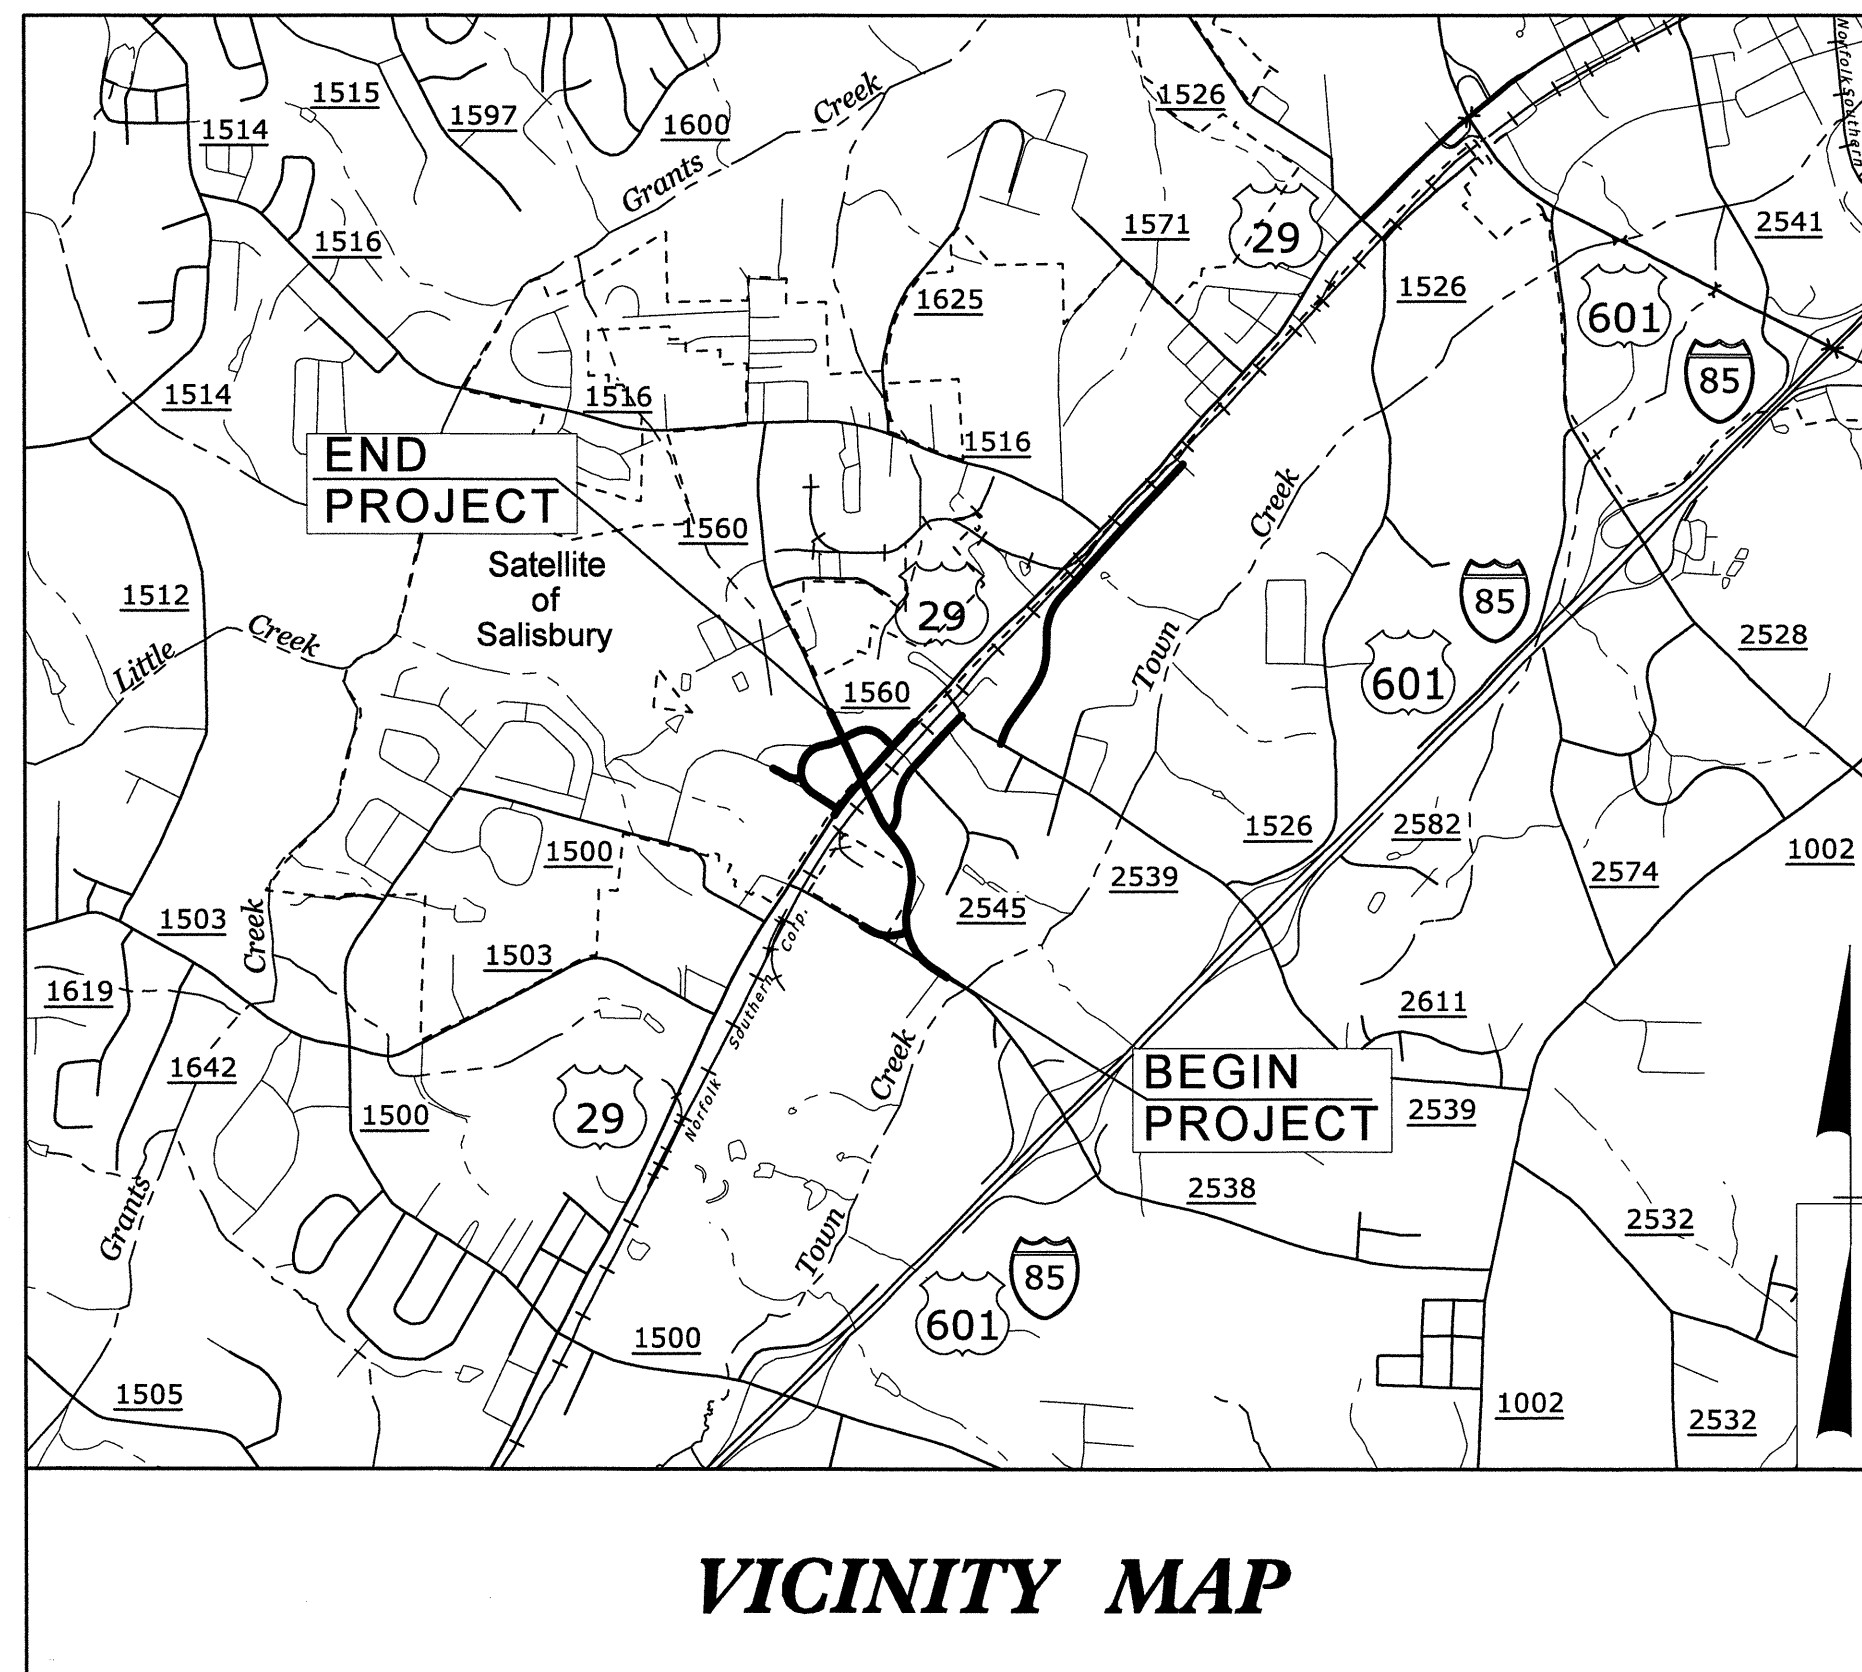 1515
1514
1597
1600
Creek
Grants
1526
Norfolk southern
1516
1571
29
2541
1625
1526
601
85
1514
1516
1516
END
PROJECT
1560
Satellite
of
Salisbury
Creek
1512
Little
Creek
29
85
2528
1560
Town
601
1500
1526
2582
1002
2539
2574
2545
1503
Creek
1503
Corp.
Southern
Norfolk
1619
2611
1642
Creek
BEGIN
PROJECT
1500
29
2539
Grants
2538
2532
Town
85
601
1500
1505
1002
2532
VICINITY MAP